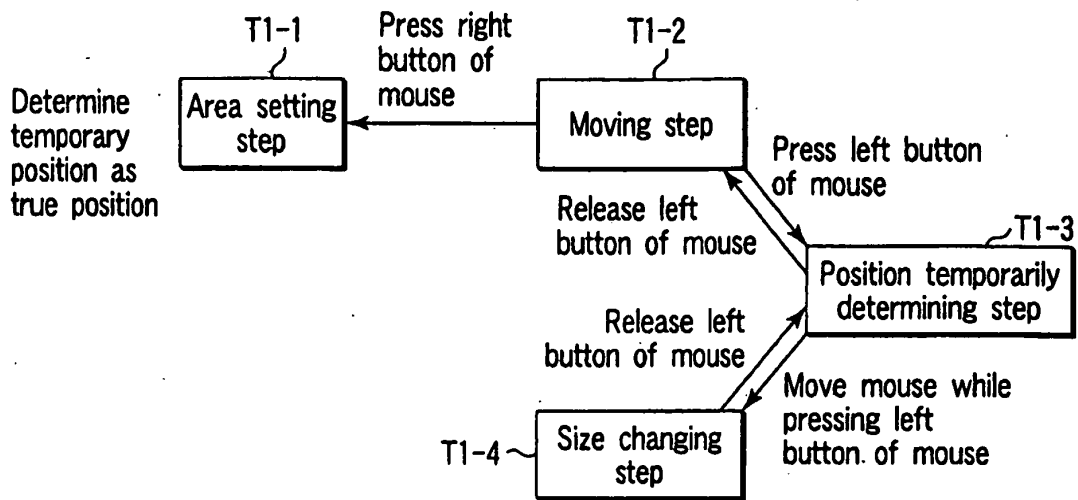 T1-1
Press right
button of
mouse
T1-2
Determine
temporary
position as
true position
Area setting
step
Moving step
Press left button
of mouse
Release left
button of mouse
T1-3
Position temporarily
determining step
Release left
button of mouse
Move mouse while
pressing left
button of mouse
T1-4
Size changing
step